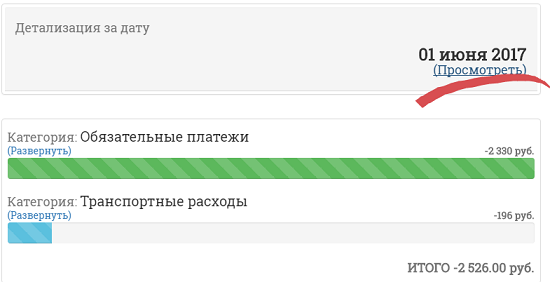 Детализация за дату
01 июня 2017
(Просмотреть)
Категория: Обязательные платежи
(Развернуть) -2 330 руб.
Категория: Транспортные расходы
(Развернуть) -196 руб.
ИТОГО -2 526.00 руб.